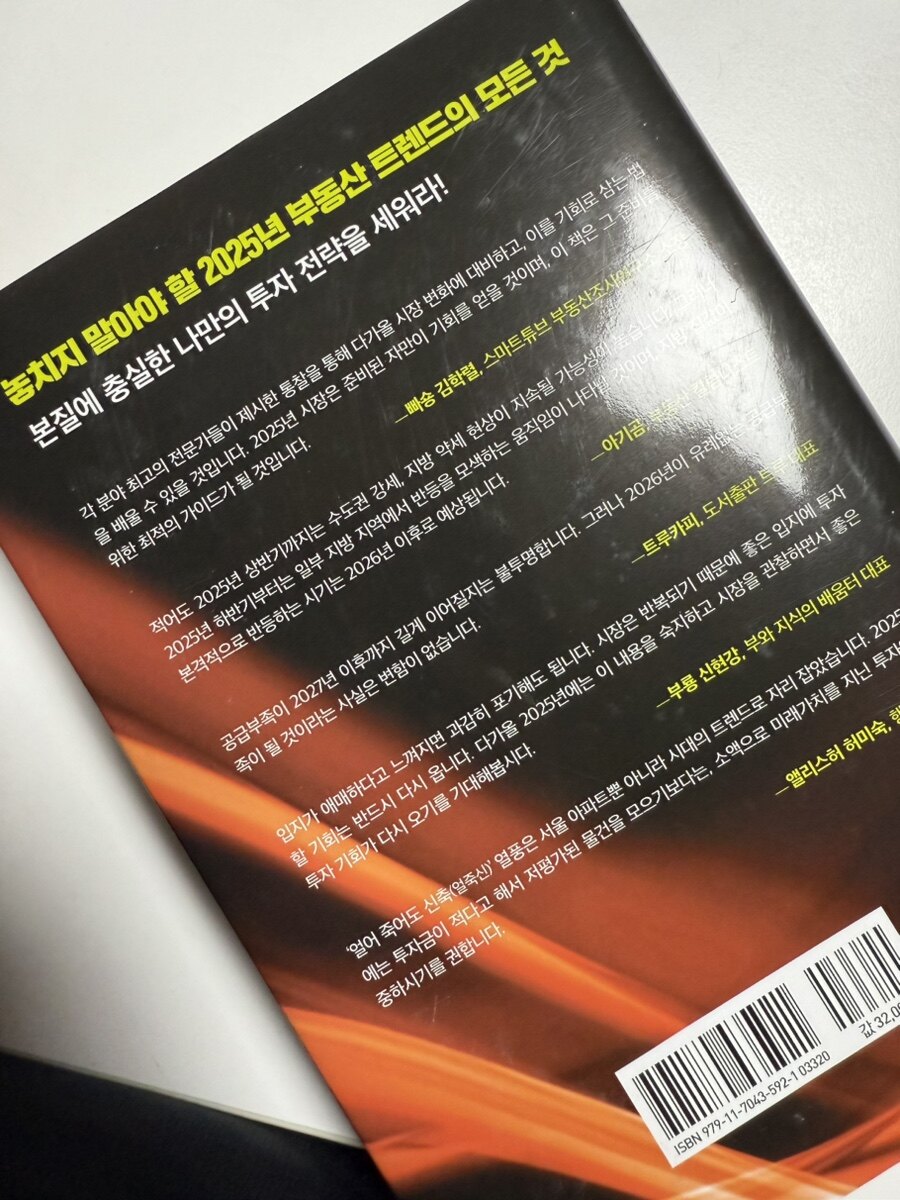 놓치지 말아야 할 2025년 부동산 트렌드의 모든 것
본질에 충실한 나만의 투자 전략을 세워라!
각 분야 최고의 전문가들이 제시한 통찰을 통해 다가올 시장 변화에 대비하고, 이를 기회로 삼는 법
을 배울 수 있을 것입니다. 2025년 시장은 준비된 자만이 기회를 얻을 것이며, 이 책은 그 준비를
위한 최적의 가이드가 될 것입니다.
_빠숑 김학렬, 스마트튜브 부동산조사연구
적어도 2025년 상반기까지는 수도권 강세, 지방 약세 현상이 지속될 가능성이 높습니다.
2025년 하반기부터는 일부 지방 지역에서 반등을 모색하는 움직임이 나타날 것이며, 지방
본격적으로 반등하는 시기는 2026년 이후로 예상됩니다.
_아기곰
공급부족이 2027년 이후까지 길게 이어질지는 불투명합니다. 그러나 2026년이 유례없는
족이 될 것이라는 사실은 변함이 없습니다.
_트루카피, 도서출판 대표
입지가 애매하다고 느껴지면 과감히 포기해도 됩니다. 시장은 반복되기 때문에 좋은 입지에 투자
할 기회는 반드시 다시 옵니다. 다가올 2025년에는 이 내용을 숙지하고 시장을 관찰하면서 좋은
투자 기회가 다시 오기를 기대해봅시다.
_부룡 신현강, 부와 지식의 배움터 대표
‘얼어 죽어도 신축(얼죽신)’ 열풍은 서울 아파트뿐 아니라 시대의 트렌드로 자리 잡았습니다. 2025
에는 투자금이 적다고 해서 저평가된 물건을 모으기보다는, 소액으로 미래가치를 지닌 투자
중하시기를 권합니다.
_앨리스허 허미숙,
값 32,0
ISBN 979-11-7043-592-1 03320